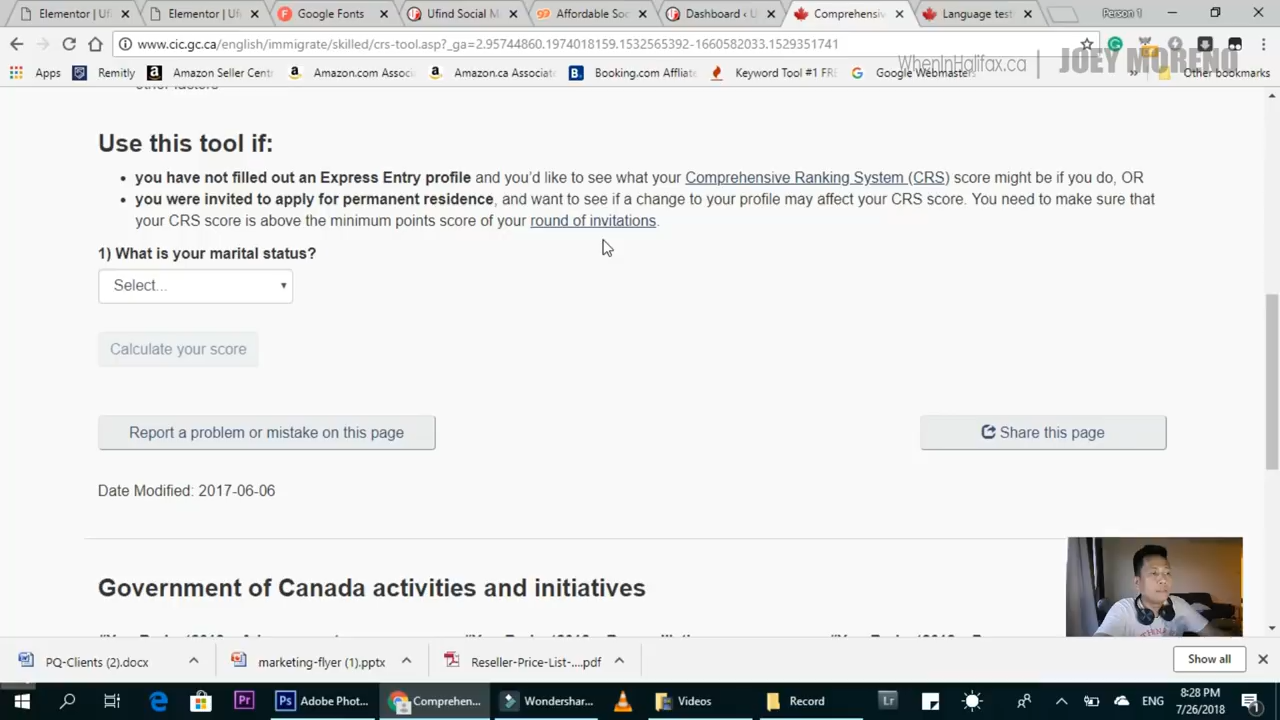 Elementor | Uf
Elementor | Uf
Google Fonts
Ufind Social M
Affordable Soc
Dashboard ‹ U
Comprehensiv
Language test
Person 1
www.cic.gc.ca/english/immigrate/skilled/crs-tool.asp?_ga=2.95744860.1974018159.1532565392-1660582033.1529351741
WhenInHalifax.ca | JOEY MORENO
Apps
Remitly
Amazon Seller Cent
Amazon.com Assoc
Amazon.ca Associate
Booking.com Affliat
Keyword Tool #1 FRE
Google Webmasters
Other bookmarks
other factors
Use this tool if:
• you have not filled out an Express Entry profile and you'd like to see what your Comprehensive Ranking System (CRS) score might be if you do, OR
• you were invited to apply for permanent residence, and want to see if a change to your profile may affect your CRS score. You need to make sure that
your CRS score is above the minimum points score of your round of invitations.
1) What is your marital status?
Select...
Calculate your score
Report a problem or mistake on this page
Share this page
Date Modified: 2017-06-06
Government of Canada activities and initiatives
PQ-Clients (2).docx
marketing-flyer (1).pptx
Reseller-Price-List-....pdf
Show all
Adobe Phot...
Comprehen...
Wondershar...
Videos
Record
ENG
8:28 PM
7/26/2018